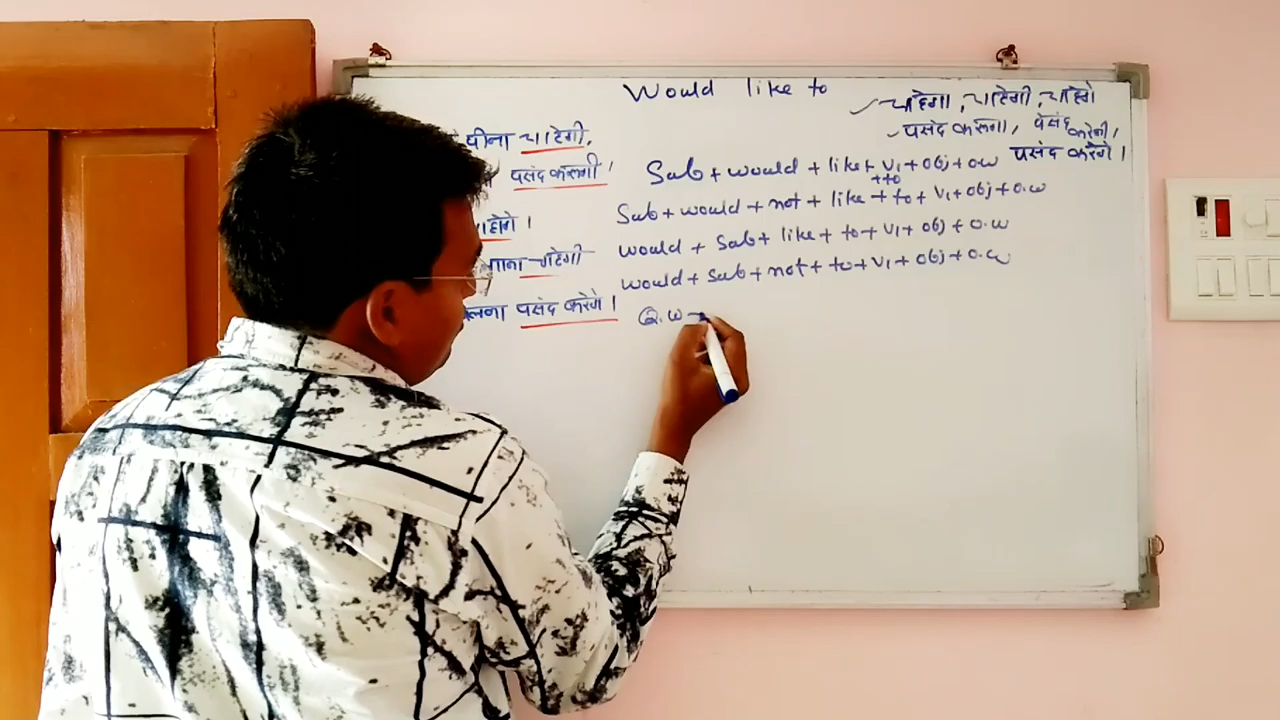 Would like to
चाहेगा, चाहेगी, चाहेंगे
पसंद करूंगा, पसंद करेगी,
पसंद करेंगे।
पीना चाहेगी,
पसंद करूंगी।
चाहेंगे।
गाना चाहेगी
पसंद करेंगे।
Sub + would + like + V1 + obj + o.w
+to
Sub + would + not + like + to + V1 + obj + o.w
would + Sub + like + to + V1 + obj + o.w
would + Sub + not + to + V1 + obj + o.w
Q.w